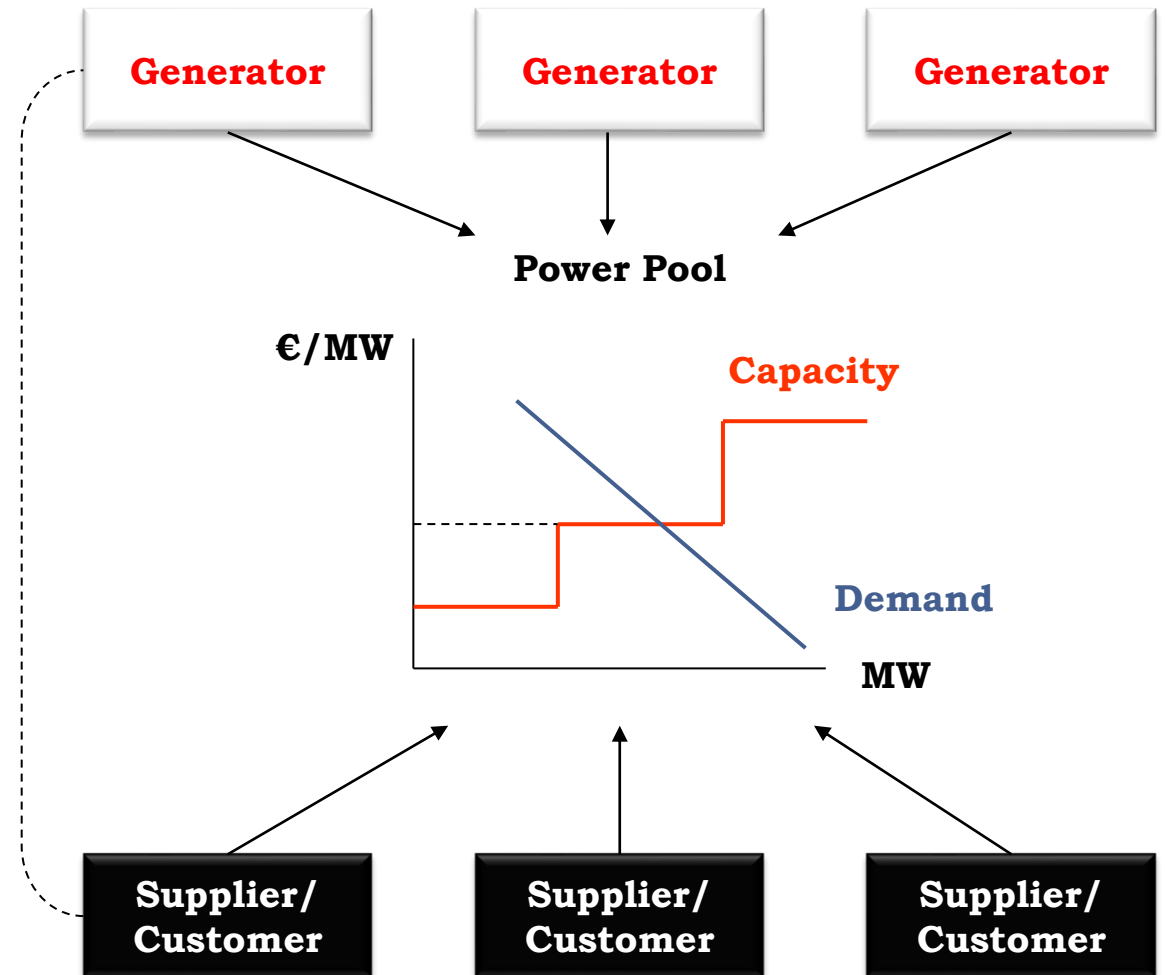 Generator
Generator
Generator
Power Pool
€/MW
Capacity
Demand
MW
Supplier/
Customer
Supplier/
Customer
Supplier/
Customer